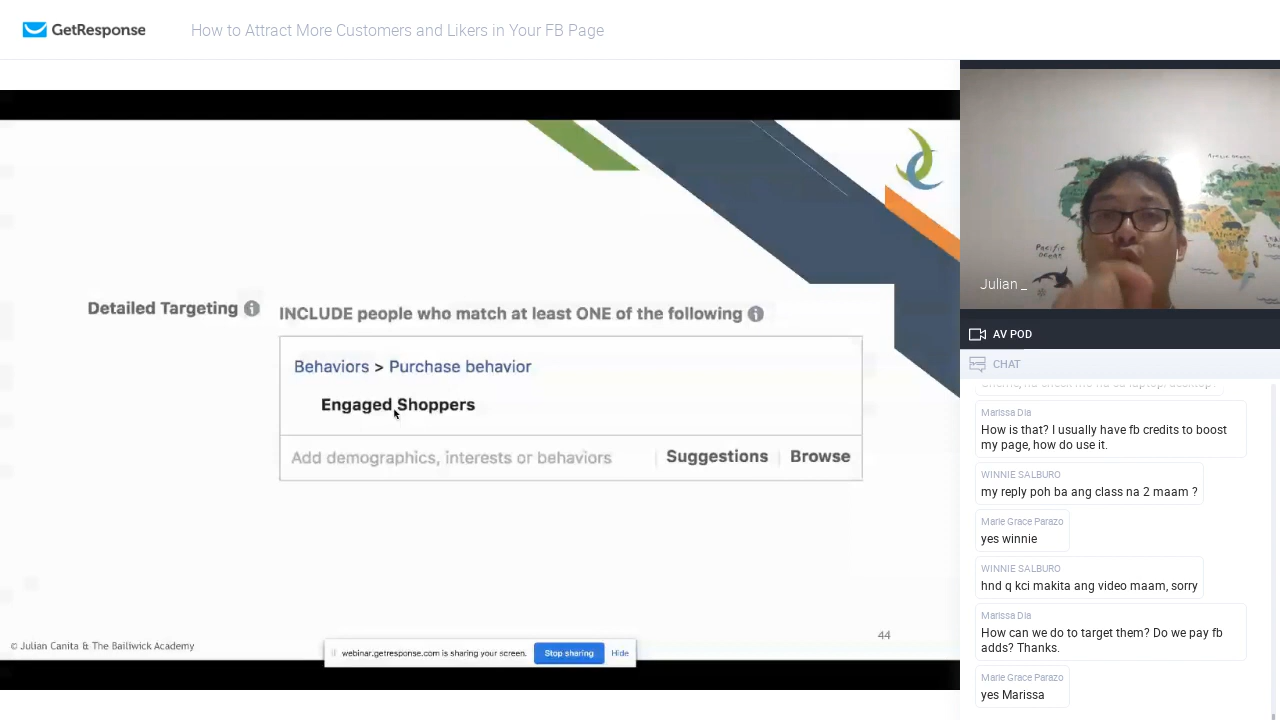 GetResponse
How to Attract More Customers and Likers in Your FB Page
Detailed Targeting
INCLUDE people who match at least ONE of the following
Behaviors > Purchase behavior
Engaged Shoppers
Add demographics, interests or behaviors
Suggestions
Browse
44
© Julian Canita & The Bailiwick Academy
webinar.getresponse.com is sharing your screen.
Stop sharing
Hide
Pacific
Ocean
Julian _
AV POD
CHAT
Marissa Dia
How is that? I usually have fb credits to boost
my page, how do use it.
WINNIE SALBURO
my reply poh ba ang class na 2 maam ?
Marie Grace Parazo
yes winnie
WINNIE SALBURO
hnd q kci makita ang video maam, sorry
Marissa Dia
How can we do to target them? Do we pay fb
adds? Thanks.
Marie Grace Parazo
yes Marissa